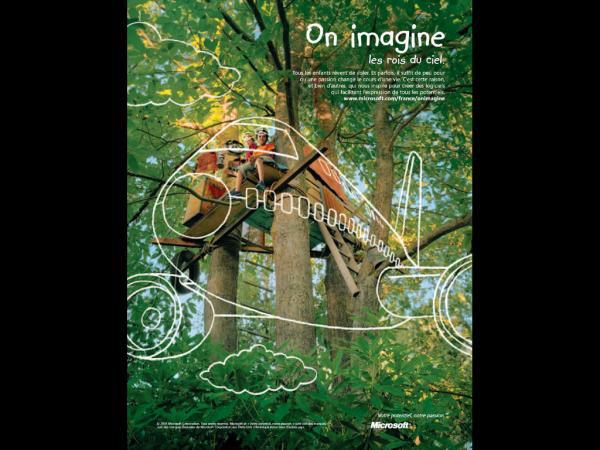 On imagine
les rois du ciel.
Tous les enfants rêvent de voler. Et parfois, il suffit de peu pour
qu'une passion change le cours d'une vie. C'est cette raison,
et bien d'autres, qui nous inspire pour créer des logiciels
qui facilitent l'expression de tous les potentiels.
www.microsoft.com/france/onimagine
Votre potentiel, notre passion.
Microsoft